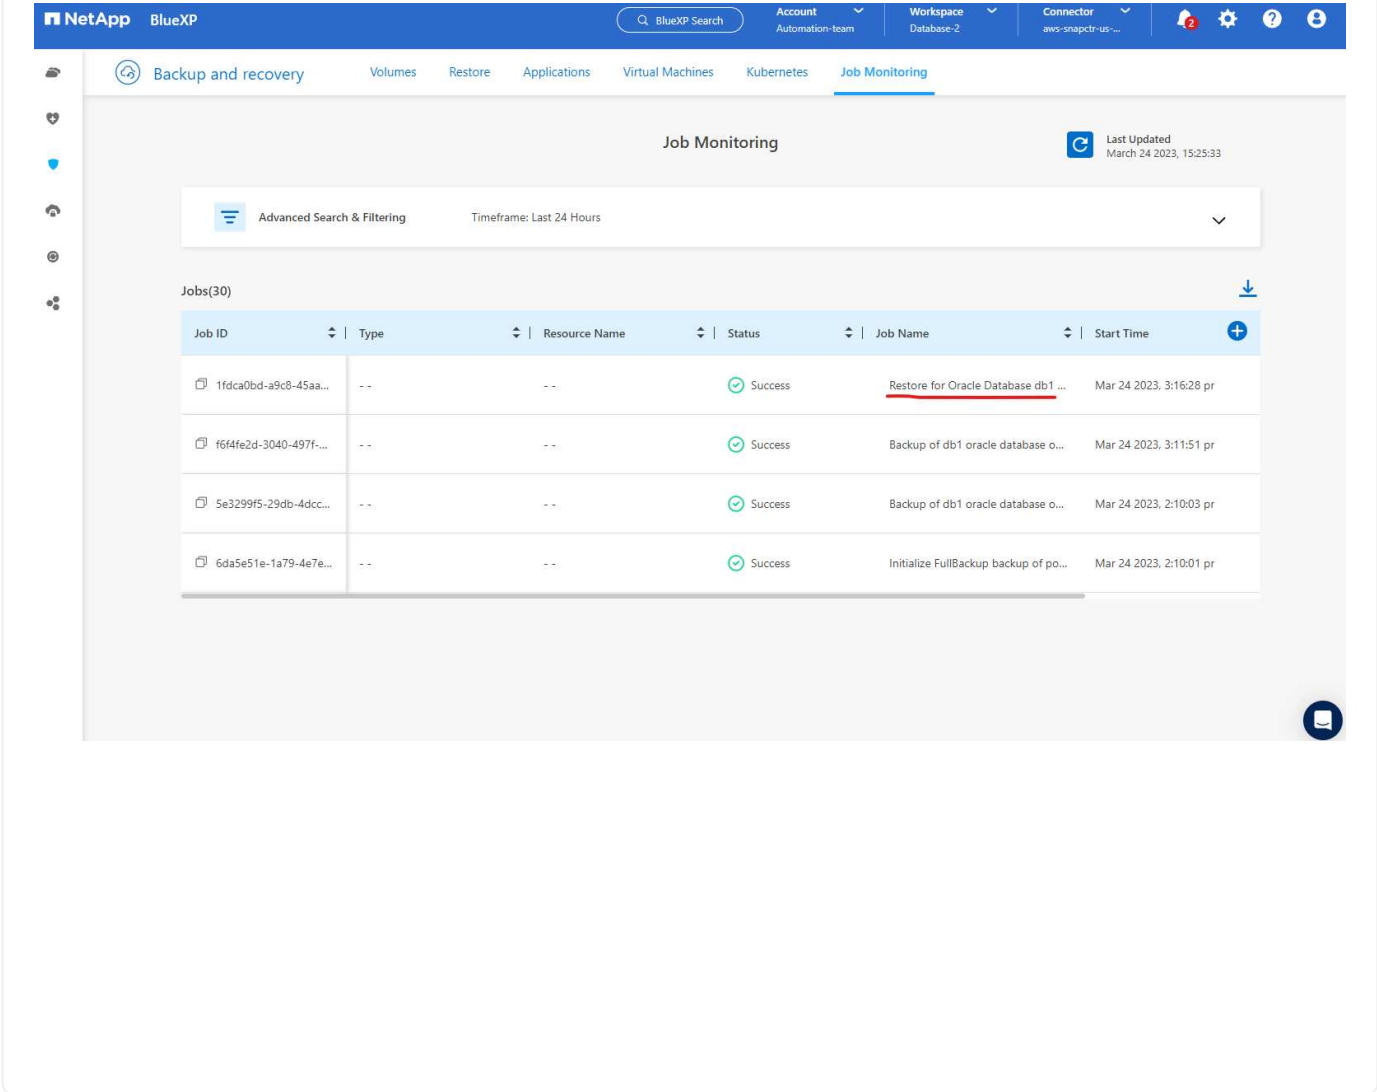 NetApp BlueXP BlueXP Search Account Workspace Connector
Automation-team Database-2 aws-snapctr-us-... 2
Backup and recovery Volumes Restore Applications Virtual Machines Kubernetes Job Monitoring
Job Monitoring
Last Updated
March 24 2023, 15:25:33
Advanced Search & Filtering Timeframe: Last 24 Hours
Jobs(30)
Job ID Type Resource Name Status Job Name Start Time
1fdca0bd-a9c8-45aa... - - - - Success Restore for Oracle Database db1 ... Mar 24 2023, 3:16:28 pr
f6f4fe2d-3040-497f-... - - - - Success Backup of db1 oracle database o... Mar 24 2023, 3:11:51 pr
5e3299f5-29db-4dcc... - - - - Success Backup of db1 oracle database o... Mar 24 2023, 2:10:03 pr
6da5e51e-1a79-4e7e... - - - - Success Initialize FullBackup backup of po... Mar 24 2023, 2:10:01 pr